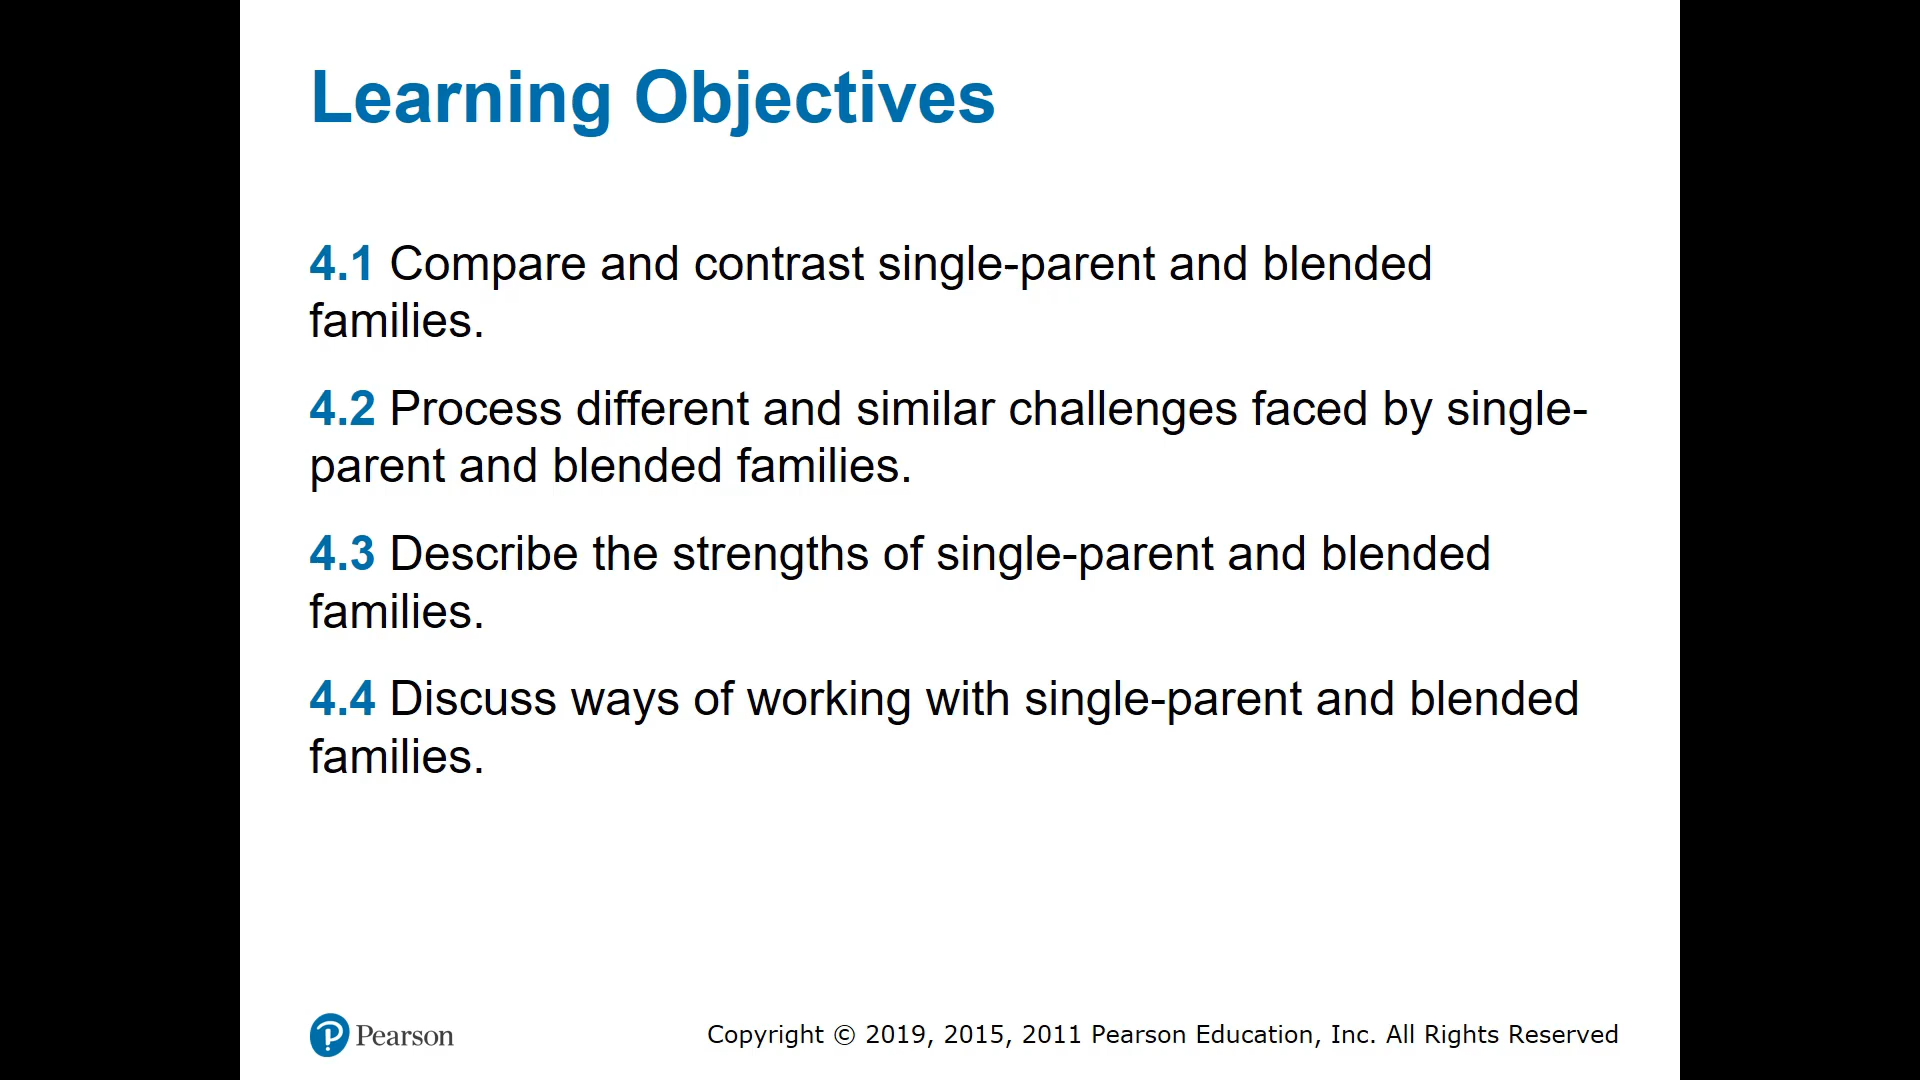 Learning Objectives
4.1 Compare and contrast single-parent and blended
families.
4.2 Process different and similar challenges faced by single-
parent and blended families.
4.3 Describe the strengths of single-parent and blended
families.
4.4 Discuss ways of working with single-parent and blended
families.
Pearson
Copyright © 2019, 2015, 2011 Pearson Education, Inc. All Rights Reserved